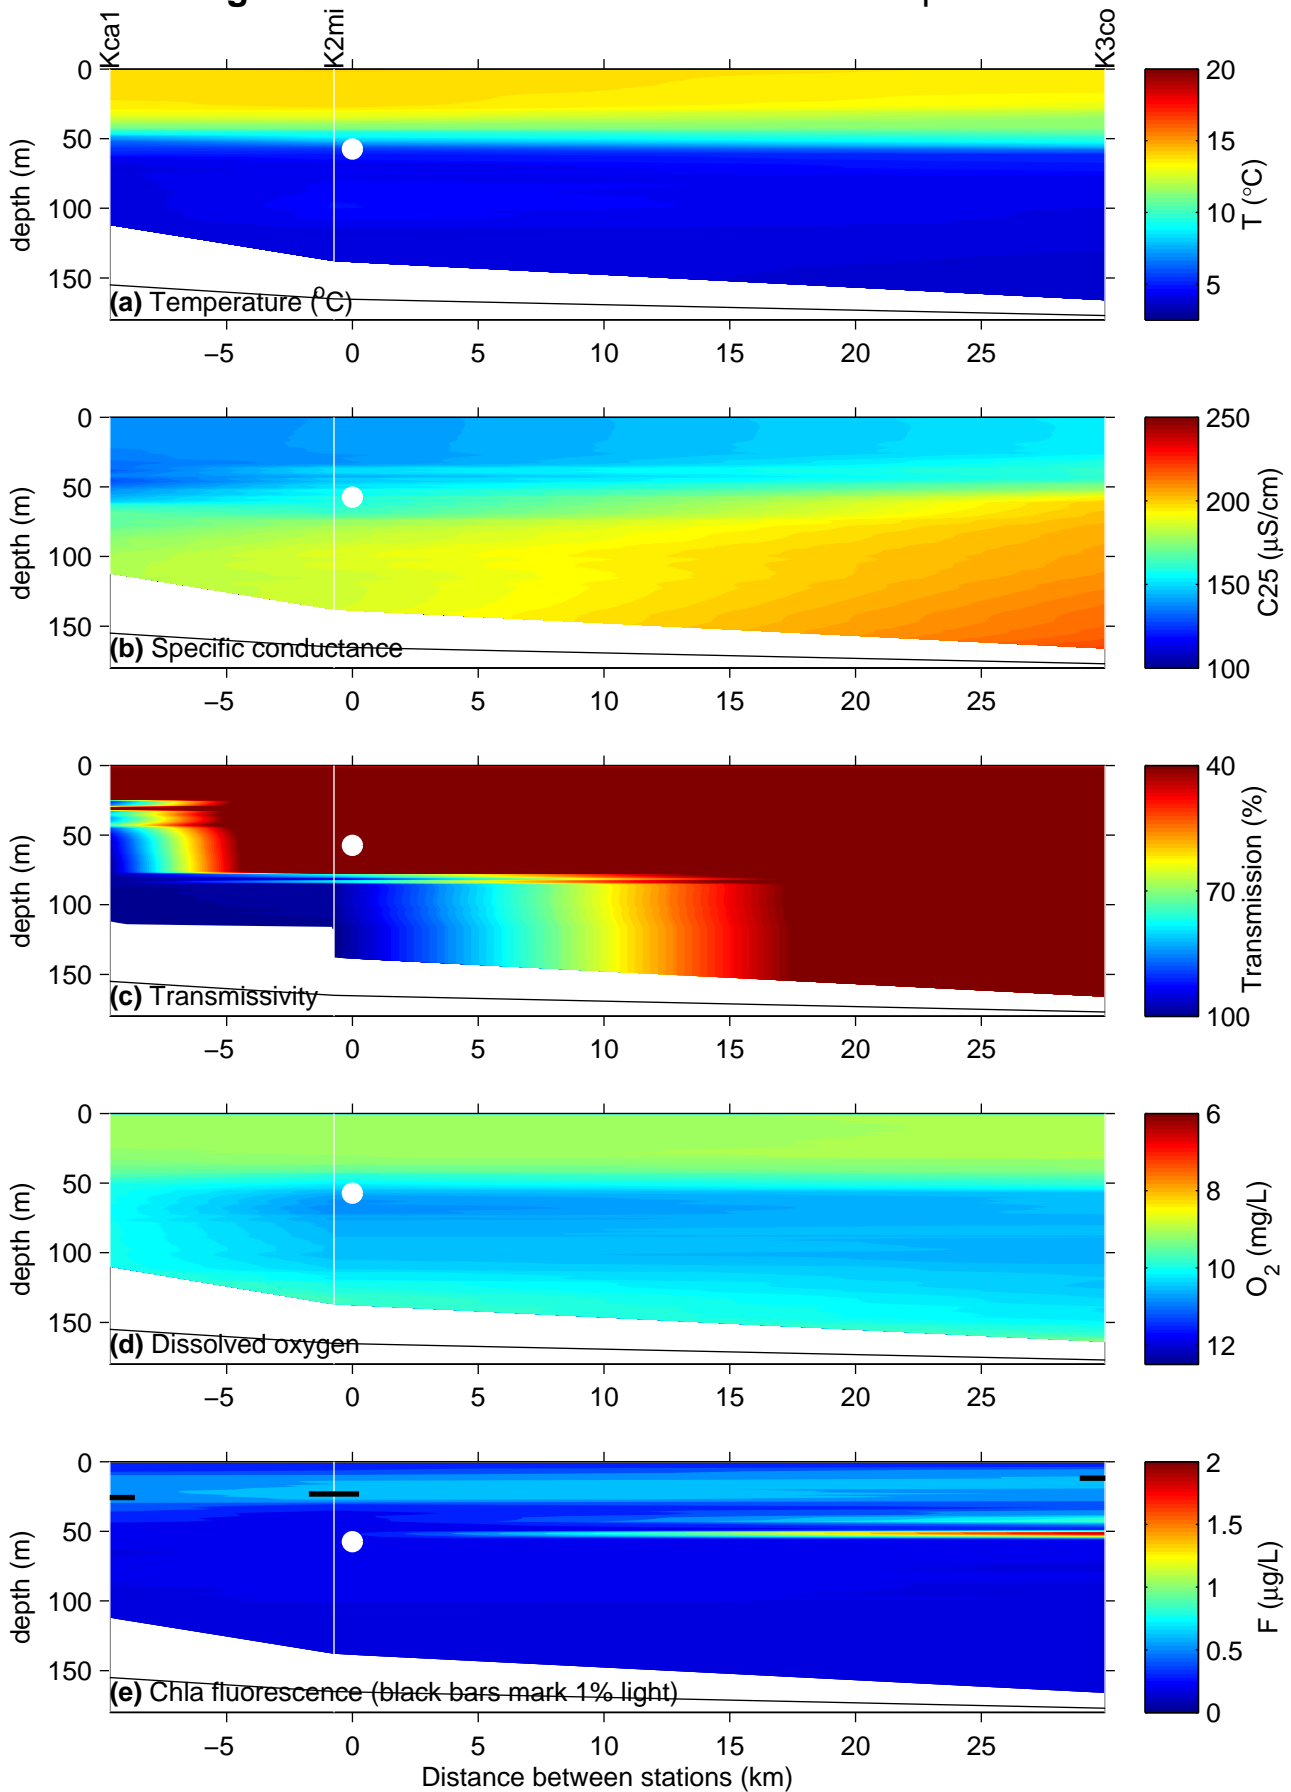 Kca1 K2mi K3co
0
50
100
150
depth (m)
(a) Temperature (°C)
−5 0 5 10 15 20 25
20
15
10
5
T (°C)
0
50
100
150
depth (m)
(b) Specific conductance
−5 0 5 10 15 20 25
250
200
150
100
C25 (μS/cm)
0
50
100
150
depth (m)
(c) Transmissivity
−5 0 5 10 15 20 25
40
70
100
Transmission (%)
0
50
100
150
depth (m)
(d) Dissolved oxygen
−5 0 5 10 15 20 25
6
8
10
12
O2 (mg/L)
0
50
100
150
depth (m)
(e) Chla fluorescence (black bars mark 1% light)
−5 0 5 10 15 20 25
Distance between stations (km)
2
1.5
1
0.5
0
F (μg/L)